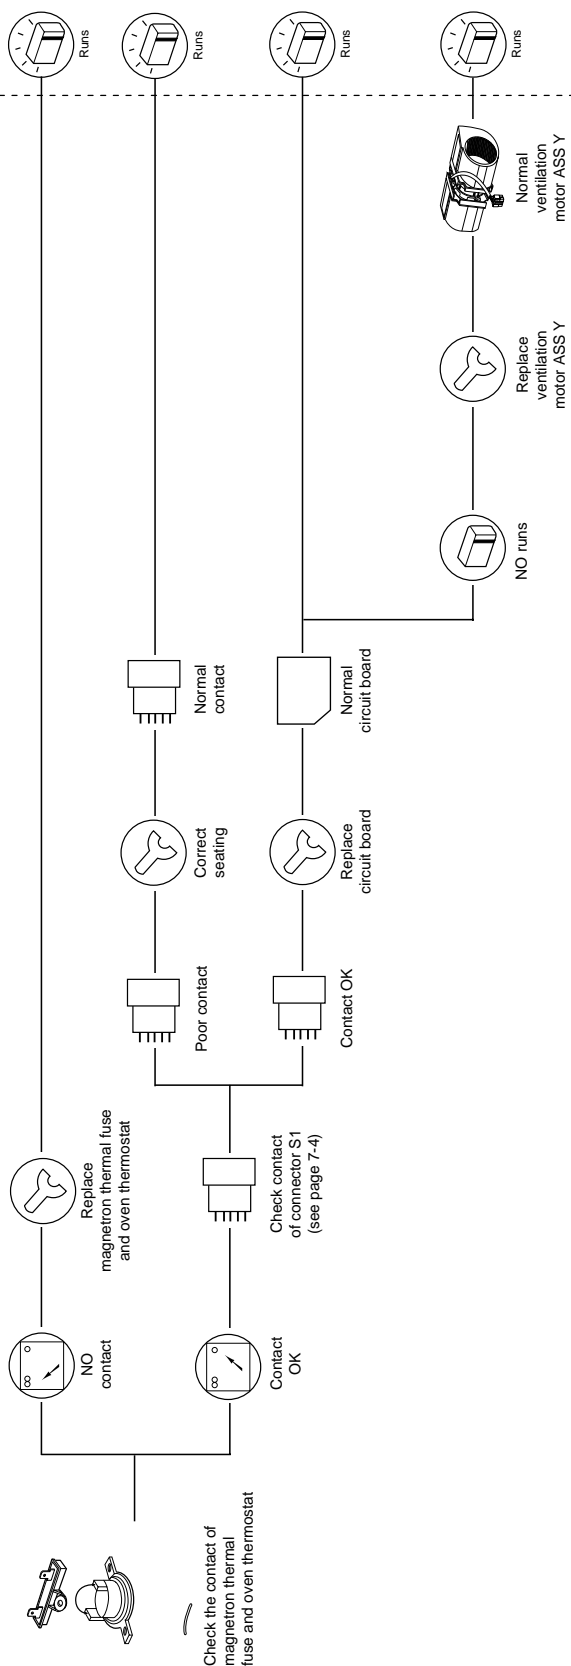 Check the contact of
magnetron thermal
fuse and oven thermostat
NO
contact
Replace
magnetron thermal fuse
and oven thermostat
Runs
Contact
OK
Check contact
of connector S1
(see page 7-4)
Poor contact
Correct
seating
Normal
contact
Runs
Contact OK
Replace
circuit board
Normal
circuit board
Runs
NO runs
Replace
ventilation
motor ASS Y
Normal
ventilation
motor ASS Y
Runs